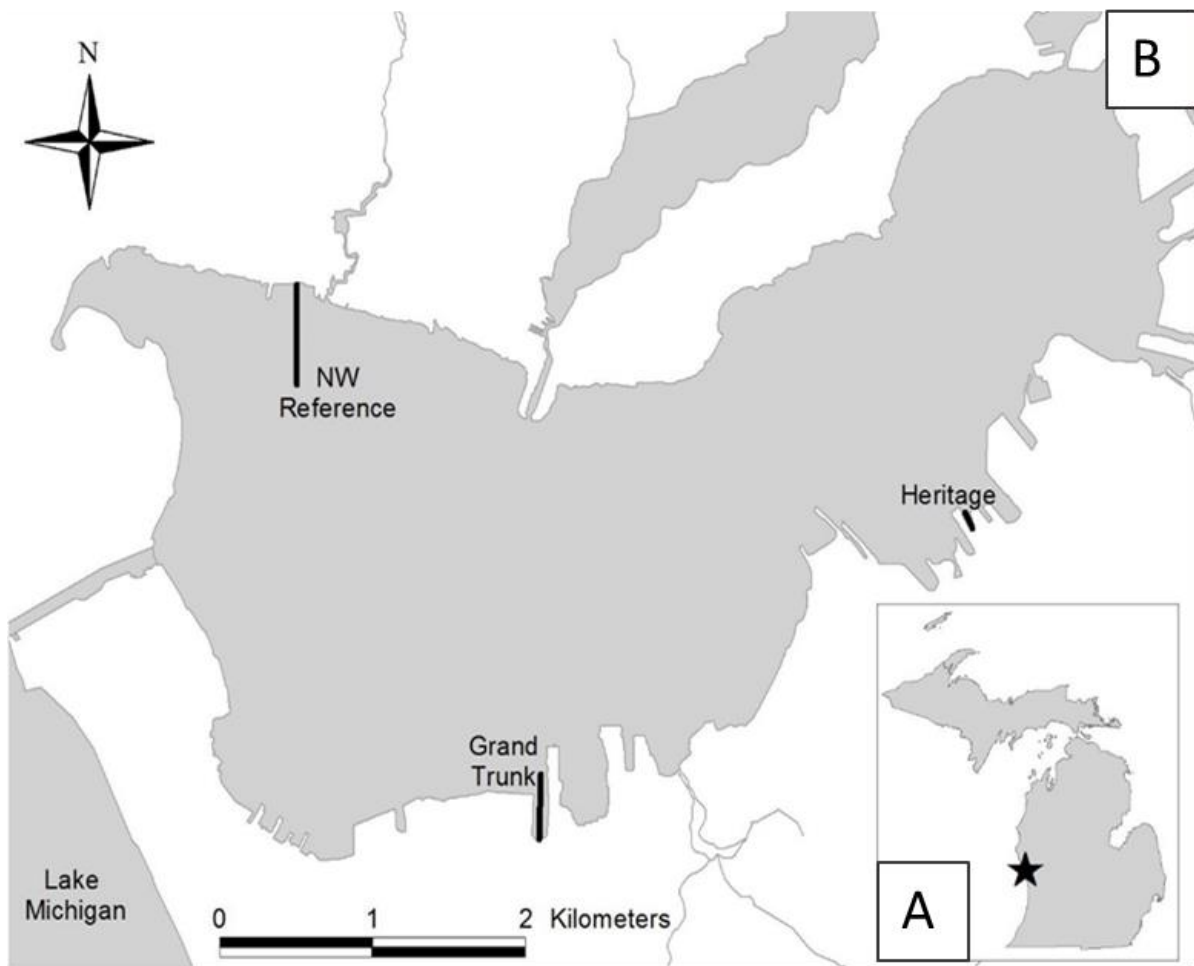 N
B
NW
Reference
Heritage
Grand
Trunk
Lake
Michigan
0 1 2 Kilometers
A